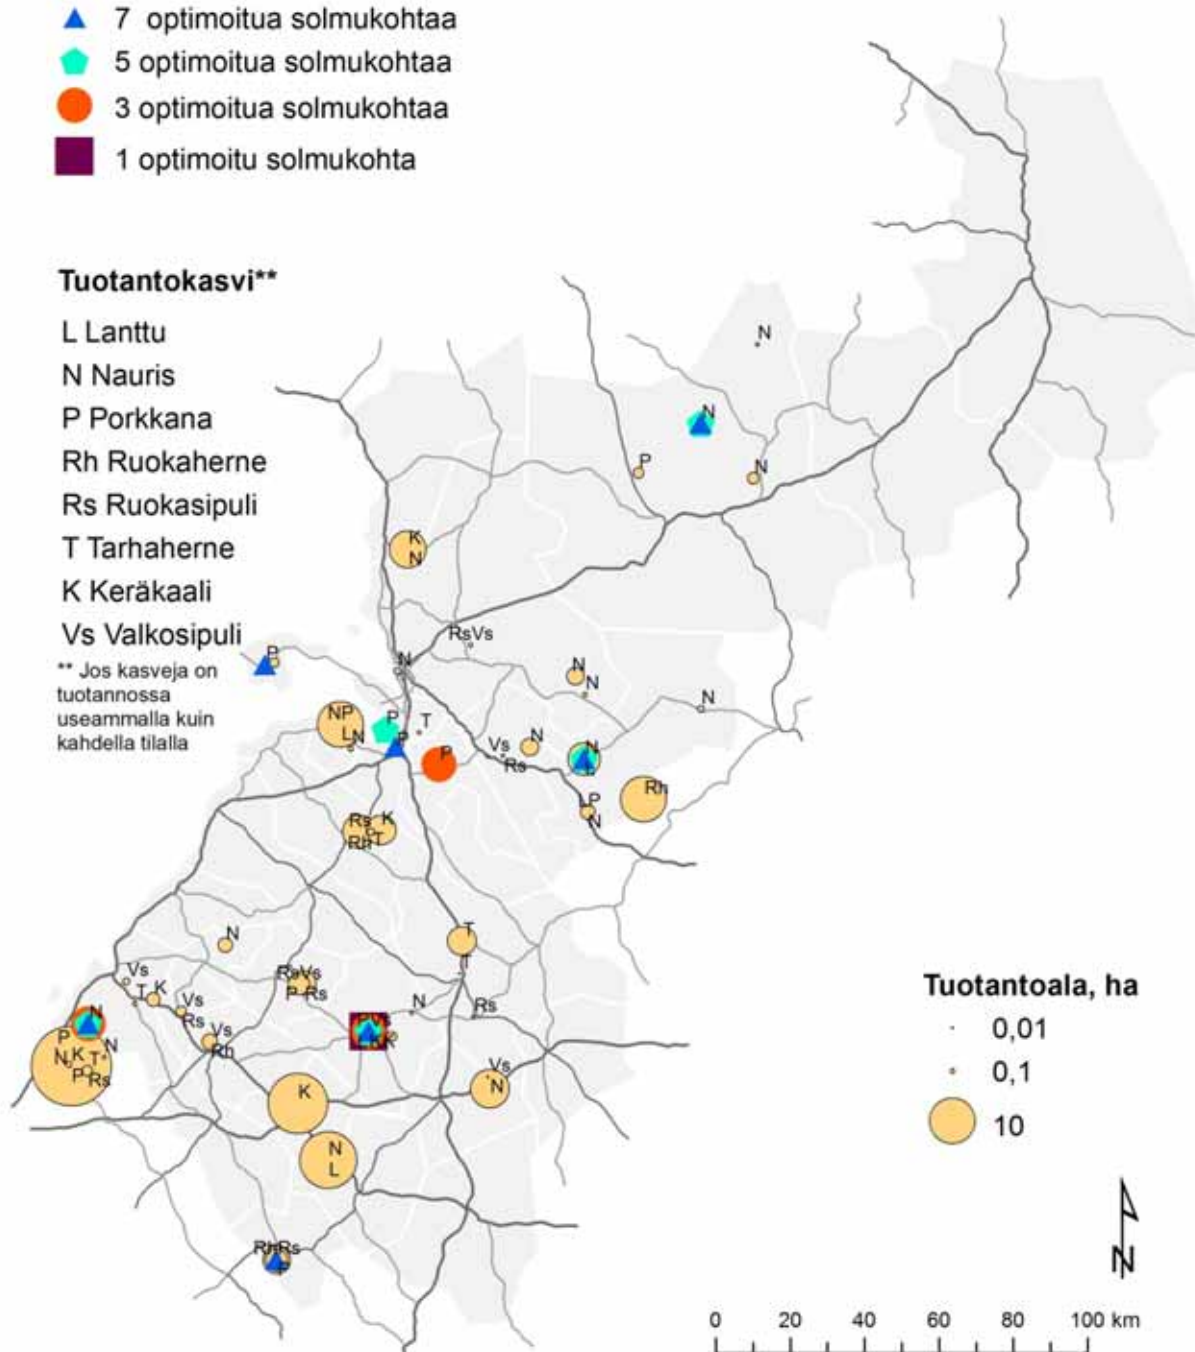 7 optimoitua solmukohtaa
5 optimoitua solmukohtaa
3 optimoitua solmukohtaa
1 optimoitu solmukohta
Tuotantokasvi**
L Lanttu
N Nauris
P Porkkana
Rh Ruokaherne
Rs Ruokasipuli
T Tarhaherne
K Keräkaali
Vs Valkosipuli
** Jos kasveja on
tuotannossa
useammalla kuin
kahdella tilalla
N
N
P
N
K
N
RsVs
P
N
N
N
N
NP
L
N
P
T
P
P
Vs
Rs
N
N
Rh
LP
N
Rs
K
Rh
T
N
T
T
RsVs
P Rs
Vs
T
K
Vs
Rs
Vs
Rh
N
Rs
N
P
N
K
T
N
P
Rs
K
Vs
N
K
N
L
RhRs
P
Tuotantoala, ha
0,01
0,1
10
N
0 20 40 60 80 100 km